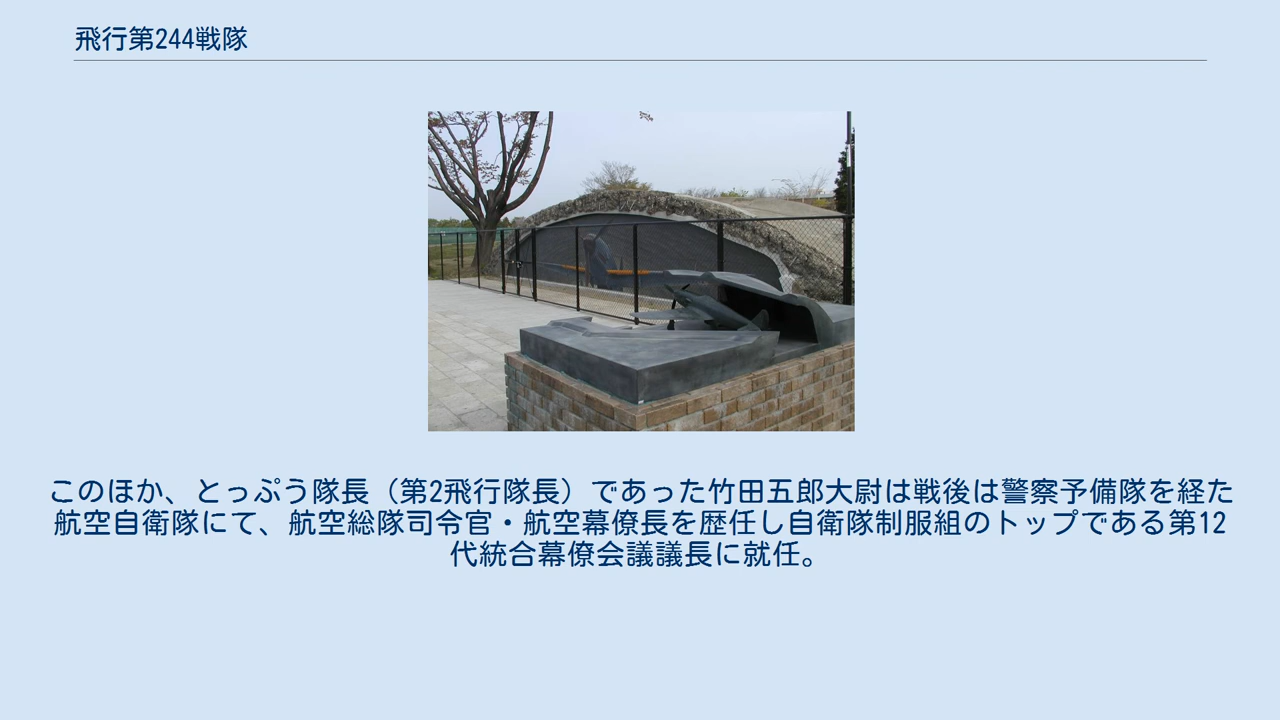 飛行第244戦隊
このほか、とっぷう隊長（第2飛行隊長）であった竹田五郎大尉は戦後は警察予備隊を経た
航空自衛隊にて、航空総隊司令官・航空幕僚長を歴任し自衛隊制服組のトップである第12
代統合幕僚会議議長に就任。